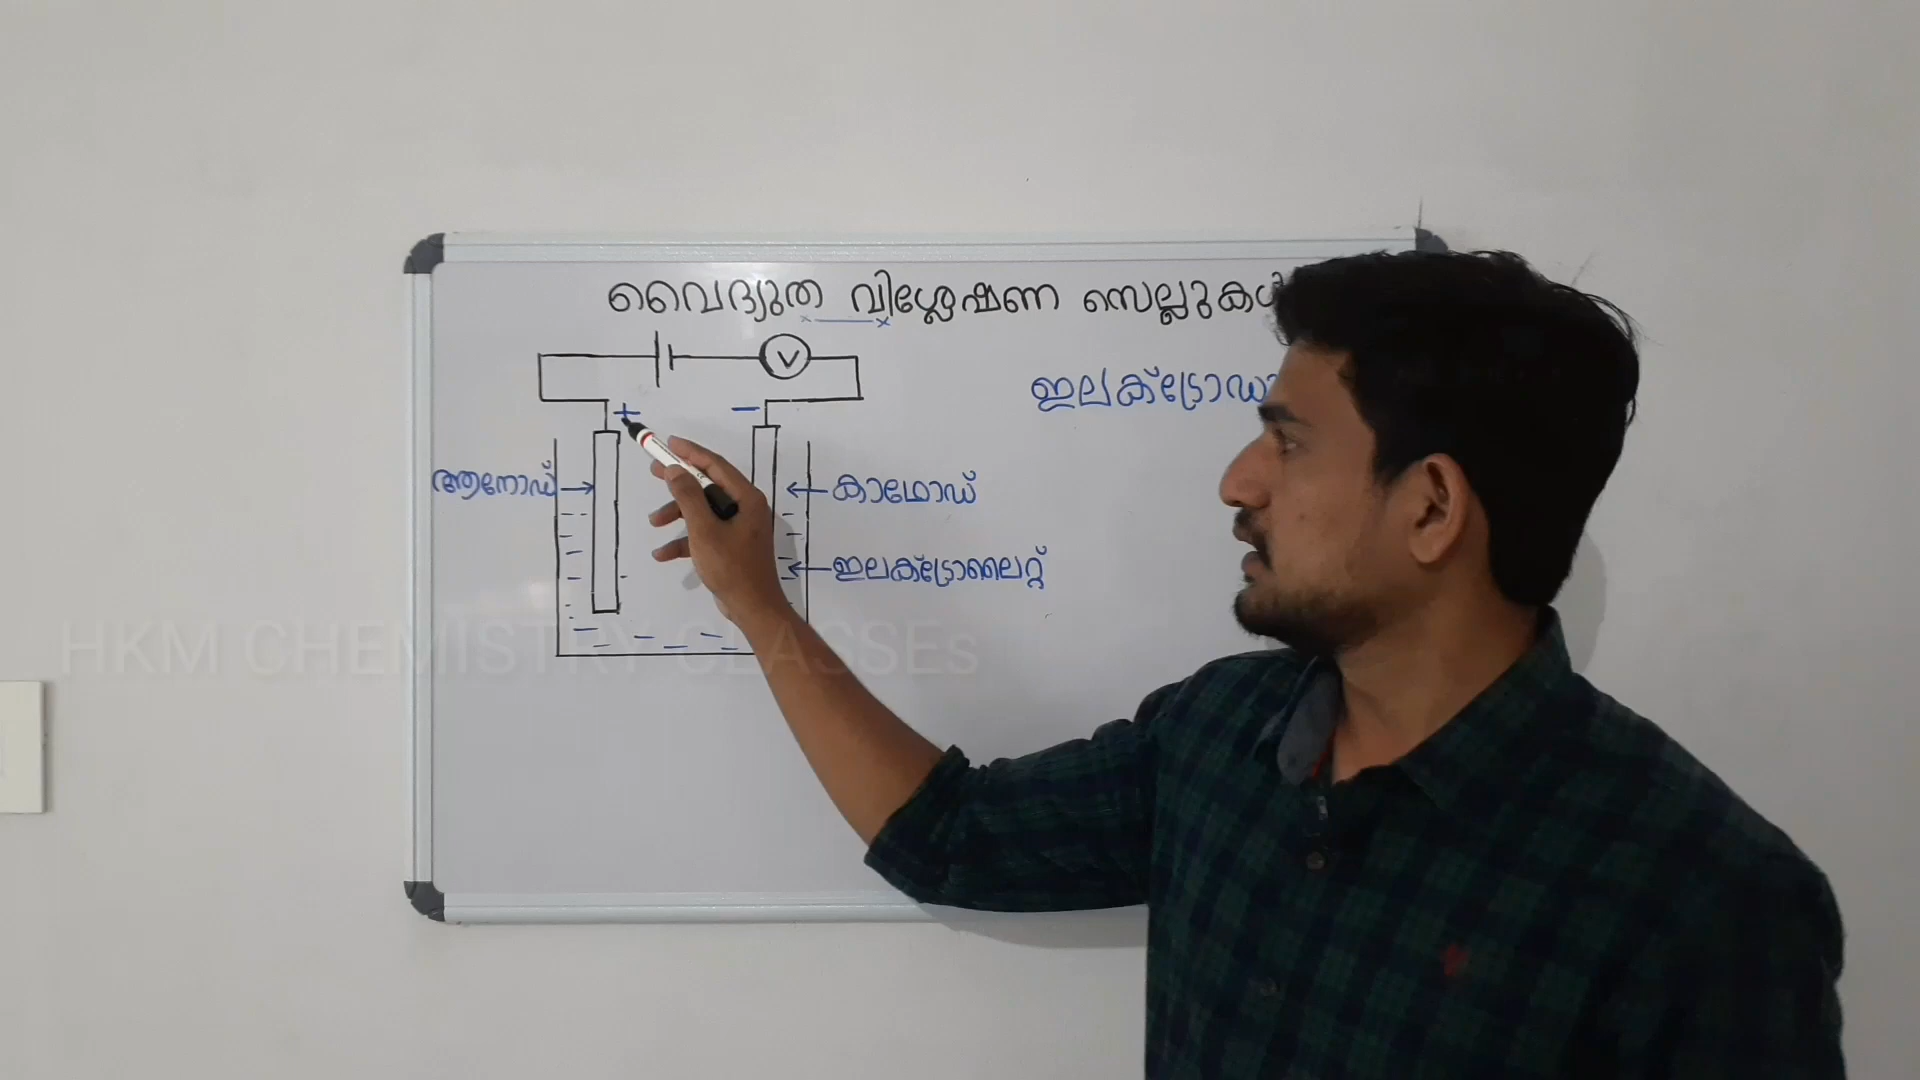 വൈദ്യുത വിശ്ലേഷണ സെല്ലുകൾ
V
ഇലക്ട്രോഡാ
+ −
ആനോഡ്
കാഥോഡ്
ഇലക്ട്രോലൈറ്റ്
HKM CHEMISTRY CLASSEs